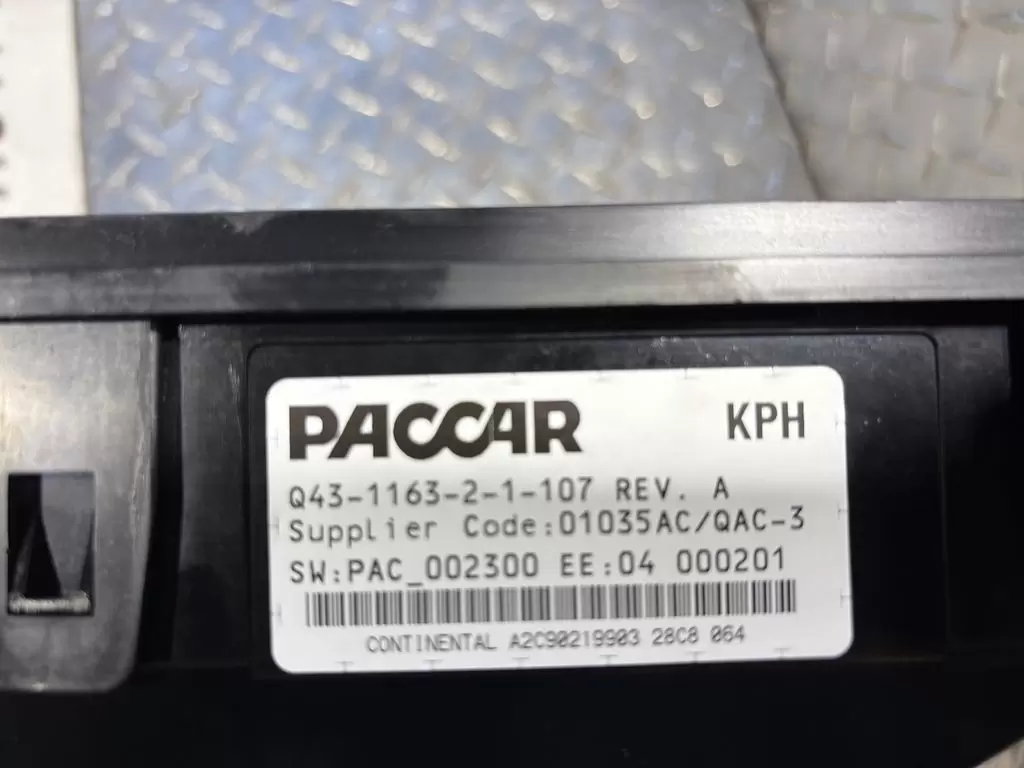 PACCAR KPH
Q43-1163-2-1-107 REV. A
Supplier Code:01035AC/QAC-3
SW:PAC_002300 EE:04 000201
CONTINENTAL A2C90219903 28C8 064